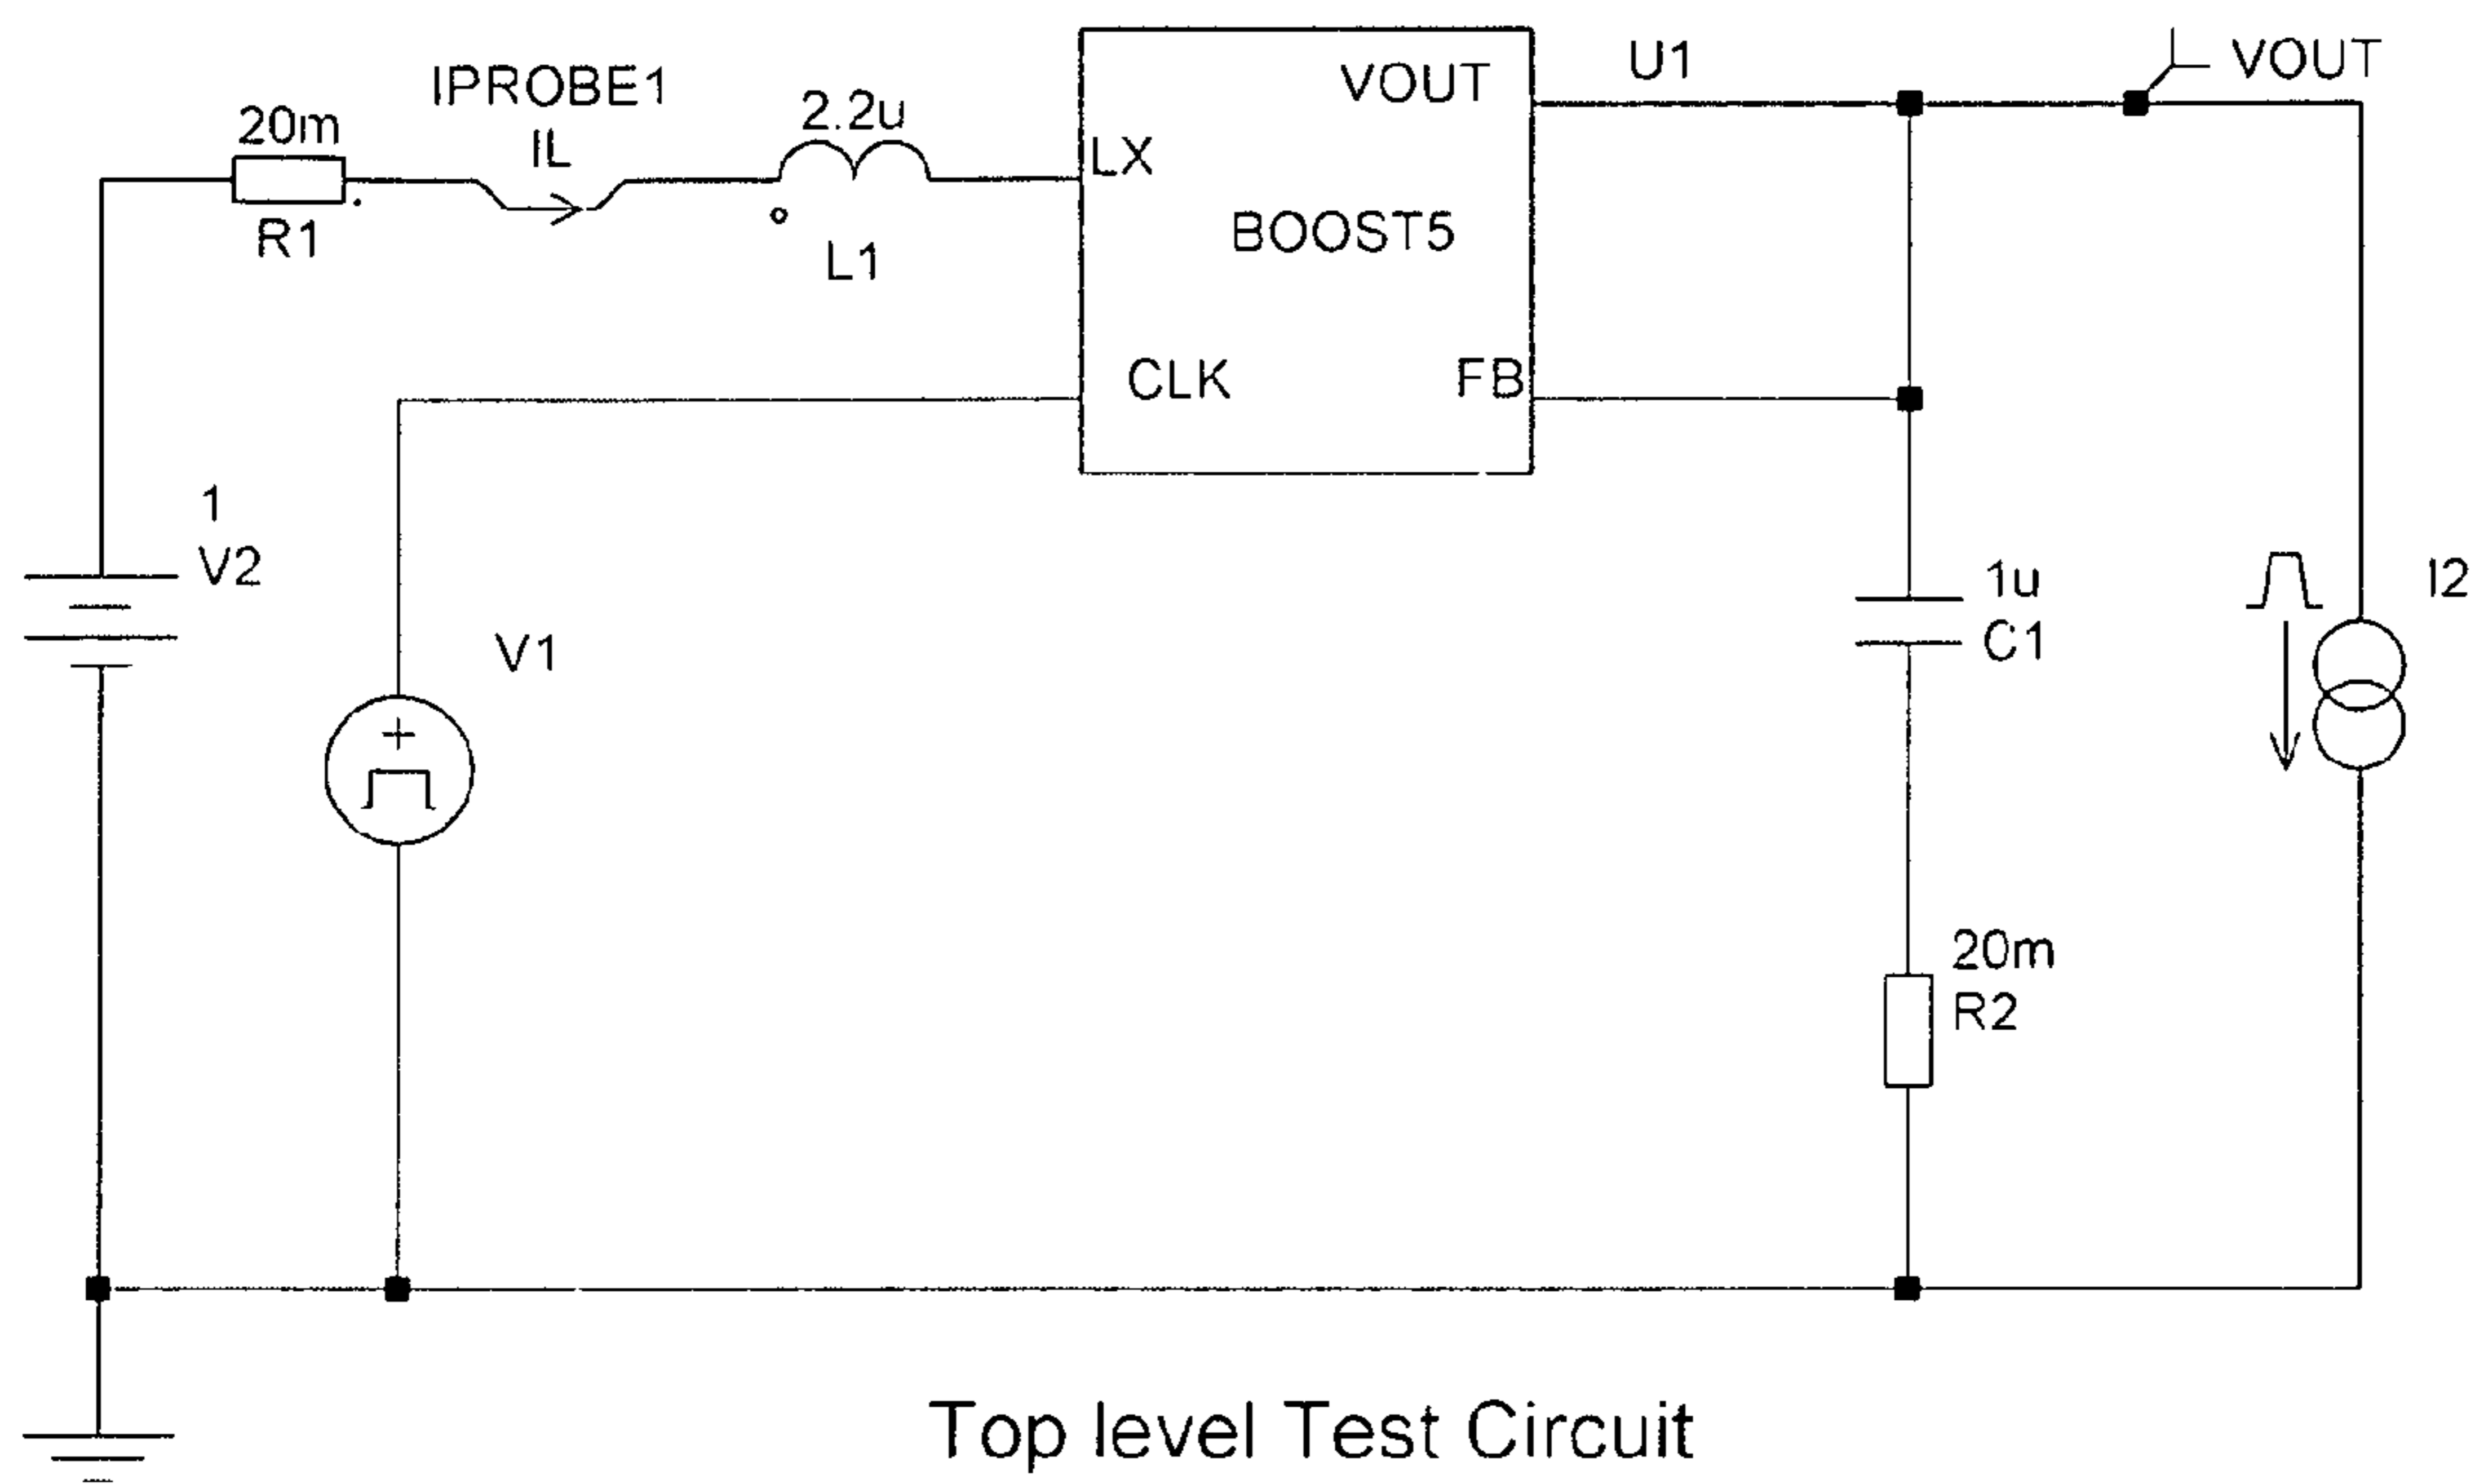 IPROBE1
IL
20m
R1
2.2u
L1
LX
VOUT
BOOST5
CLK
FB
U1
VOUT
1
V2
V1
+
1u
C1
I2
20m
R2
Top level Test Circuit